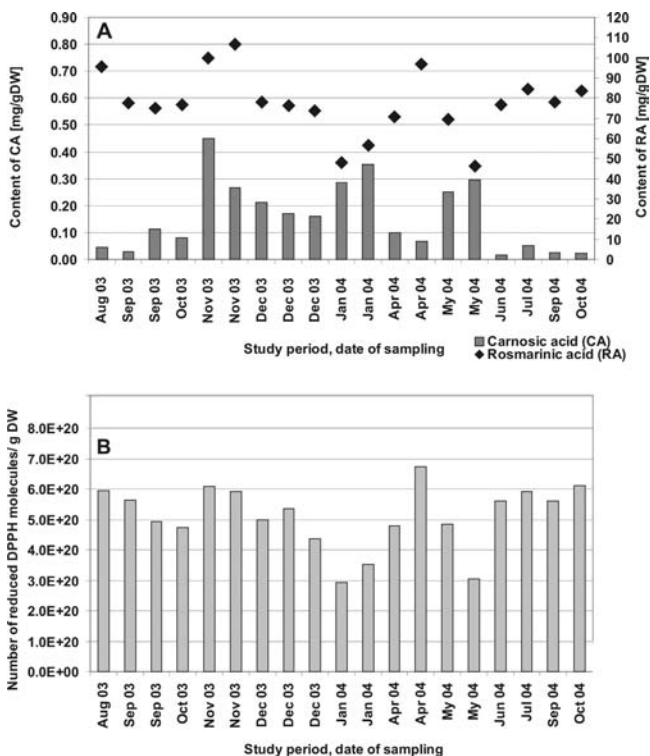 A
Content of CA [mg/gDW]
0.90
0.80
0.70
0.60
0.50
0.40
0.30
0.20
0.10
0.00
Content of RA [mg/gDW]
120
110
100
90
80
70
60
50
40
30
20
10
0
Aug 03
Sep 03
Sep 03
Oct 03
Nov 03
Nov 03
Dec 03
Dec 03
Dec 03
Jan 04
Jan 04
Apr 04
Apr 04
My 04
My 04
Jun 04
Jul 04
Sep 04
Oct 04
Study period, date of sampling
Carnosic acid (CA)
Rosmarinic acid (RA)
B
Number of reduced DPPH molecules/ g DW
8.0E+20
7.0E+20
6.0E+20
5.0E+20
4.0E+20
3.0E+20
2.0E+20
1.0E+20
0.0E+00
Aug 03
Sep 03
Sep 03
Oct 03
Nov 03
Nov 03
Dec 03
Dec 03
Dec 03
Jan 04
Jan 04
Apr 04
Apr 04
My 04
My 04
Jun 04
Jul 04
Sep 04
Oct 04
Study period, date of sampling